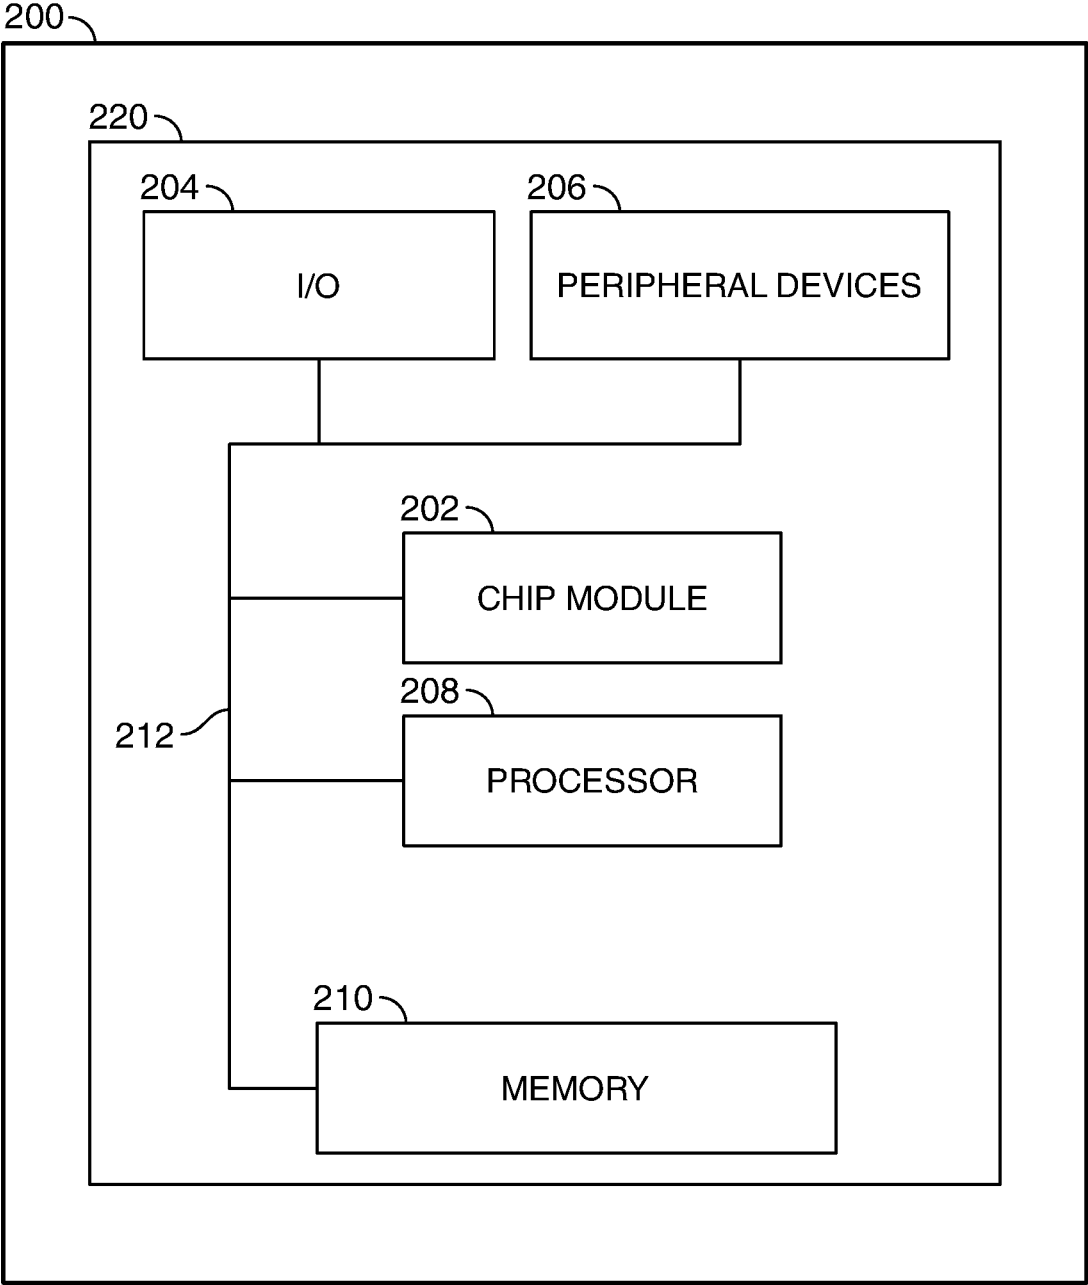 200
220
204
206
I/O
PERIPHERAL DEVICES
202
CHIP MODULE
208
212
PROCESSOR
210
MEMORY